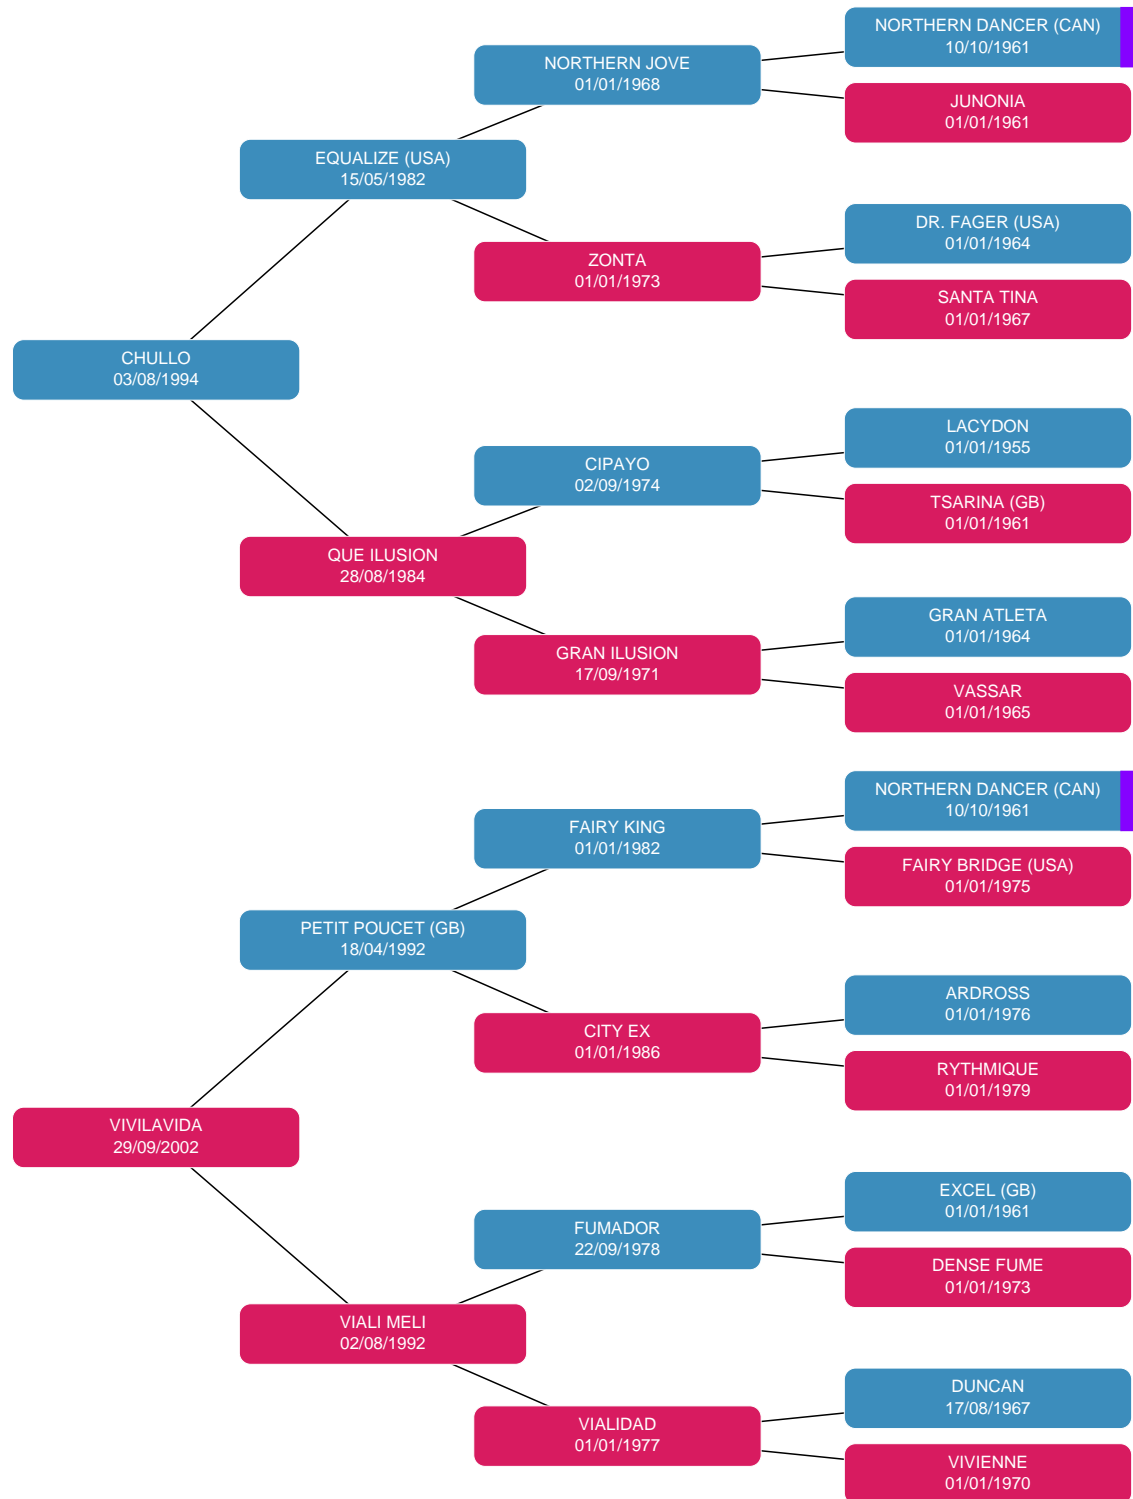 NORTHERN DANCER (CAN)
10/10/1961
NORTHERN JOVE
01/01/1968
JUNONIA
01/01/1961
EQUALIZE (USA)
15/05/1982
DR. FAGER (USA)
01/01/1964
ZONTA
01/01/1973
SANTA TINA
01/01/1967
CHULLO
03/08/1994
LACYDON
01/01/1955
CIPAYO
02/09/1974
TSARINA (GB)
01/01/1961
QUE ILUSION
28/08/1984
GRAN ATLETA
01/01/1964
GRAN ILUSION
17/09/1971
VASSAR
01/01/1965
NORTHERN DANCER (CAN)
10/10/1961
FAIRY KING
01/01/1982
FAIRY BRIDGE (USA)
01/01/1975
PETIT POUCET (GB)
18/04/1992
ARDROSS
01/01/1976
CITY EX
01/01/1986
RYTHMIQUE
01/01/1979
VIVILAVIDA
29/09/2002
EXCEL (GB)
01/01/1961
FUMADOR
22/09/1978
DENSE FUME
01/01/1973
VIALI MELI
02/08/1992
DUNCAN
17/08/1967
VIALIDAD
01/01/1977
VIVIENNE
01/01/1970